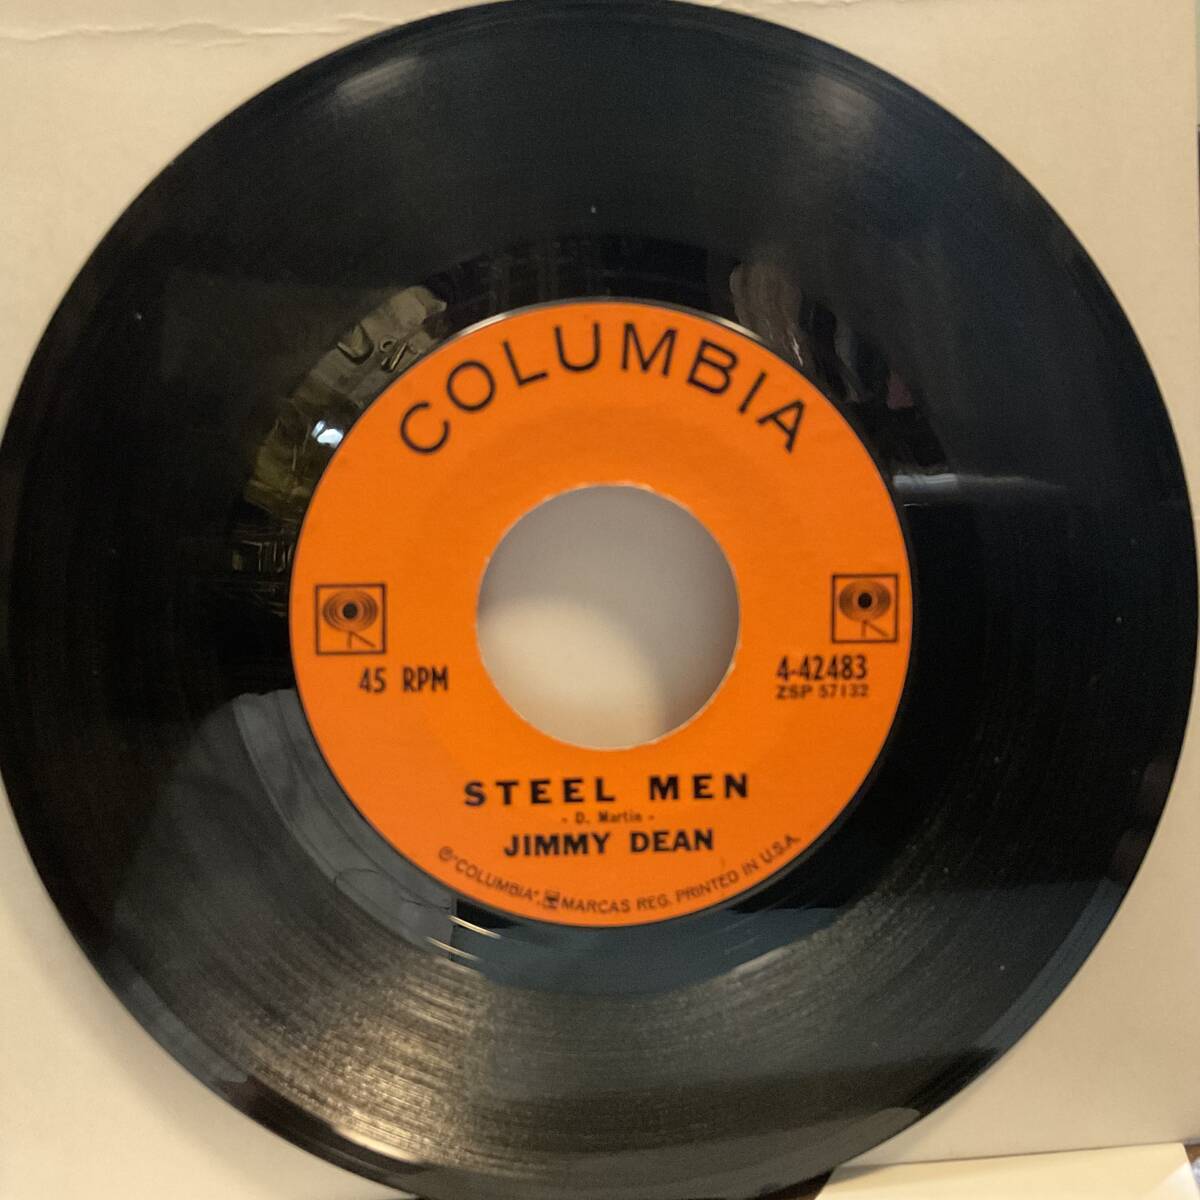 COLUMBIA
45 RPM
4-42483
ZSP 57132
STEEL MEN
- D. Martin -
JIMMY DEAN
Ⓟ"COLUMBIA", MARCAS REG. PRINTED IN U.S.A.